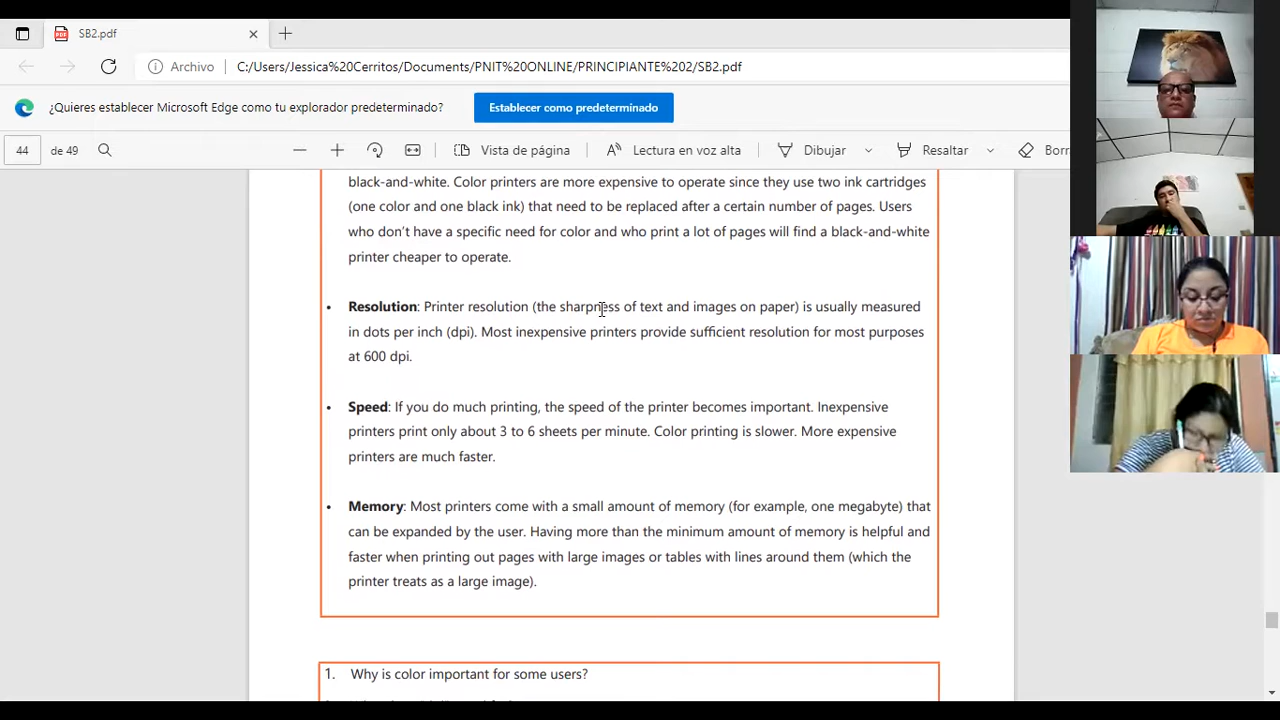 SB2.pdf
Archivo C:/Users/Jessica%20Cerritos/Documents/PNIT%20ONLINE/PRINCIPIANTE%202/SB2.pdf
¿Quieres establecer Microsoft Edge como tu explorador predeterminado? Establecer como predeterminado
44 de 49 Vista de página Lectura en voz alta Dibujar Resaltar Borr
black-and-white. Color printers are more expensive to operate since they use two ink cartridges
(one color and one black ink) that need to be replaced after a certain number of pages. Users
who don't have a specific need for color and who print a lot of pages will find a black-and-white
printer cheaper to operate.
• Resolution: Printer resolution (the sharpness of text and images on paper) is usually measured
in dots per inch (dpi). Most inexpensive printers provide sufficient resolution for most purposes
at 600 dpi.
• Speed: If you do much printing, the speed of the printer becomes important. Inexpensive
printers print only about 3 to 6 sheets per minute. Color printing is slower. More expensive
printers are much faster.
• Memory: Most printers come with a small amount of memory (for example, one megabyte) that
can be expanded by the user. Having more than the minimum amount of memory is helpful and
faster when printing out pages with large images or tables with lines around them (which the
printer treats as a large image).
1. Why is color important for some users?